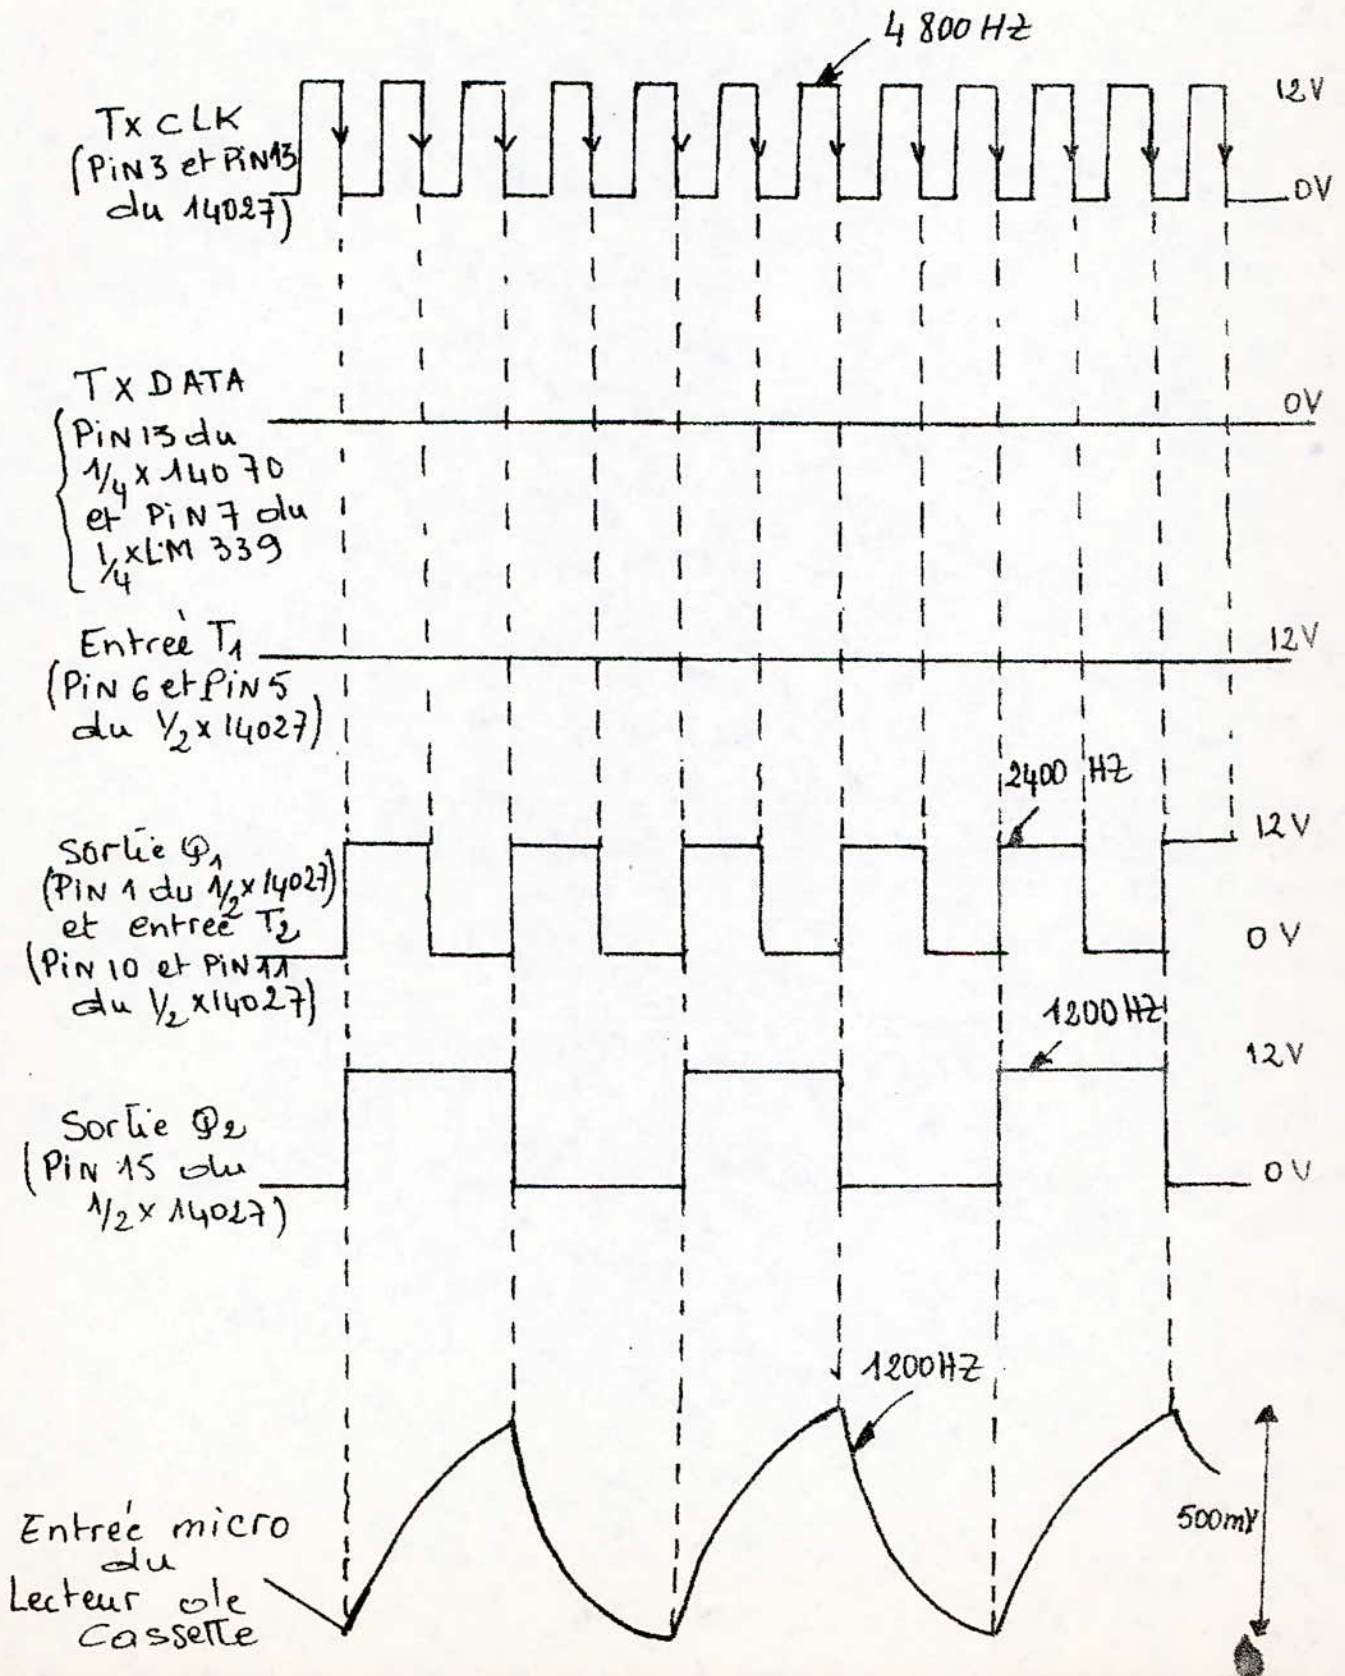 4 800 HZ
Tx CLK
(PiN 3 et PiN 13
du 14027)
12V
0V
Tx DATA
PiN 13 du
1/4 x 14070
et PiN 7 du
1/4 x LM 339
0V
Entrée T1
(PiN 6 et PiN 5
du 1/2 x 14027)
12V
2400 HZ
Sortie Q1
(PiN 1 du 1/2 x 14027)
et entrée T2
(PiN 10 et PiN 11
du 1/2 x 14027)
12V
0 V
1200 HZ
Sortie Q2
(PiN 15 du
1/2 x 14027)
12V
0 V
1200HZ
Entrée micro
du
Lecteur de
Cassette
500mV